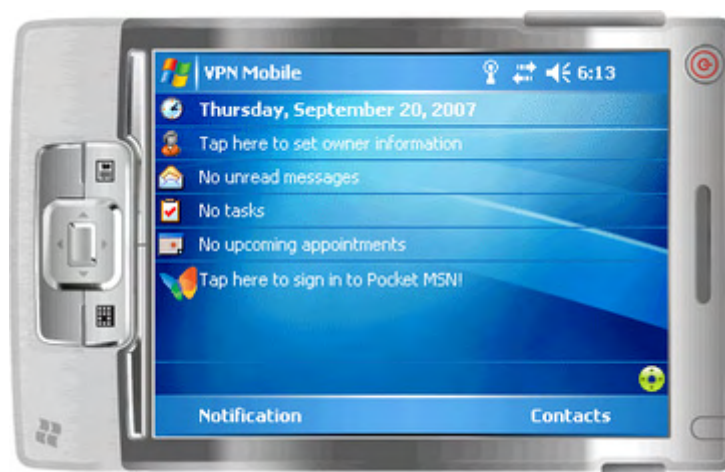 VPN Mobile 6:13
Thursday, September 20, 2007
Tap here to set owner information
No unread messages
No tasks
No upcoming appointments
Tap here to sign in to Pocket MSN!
Notification Contacts